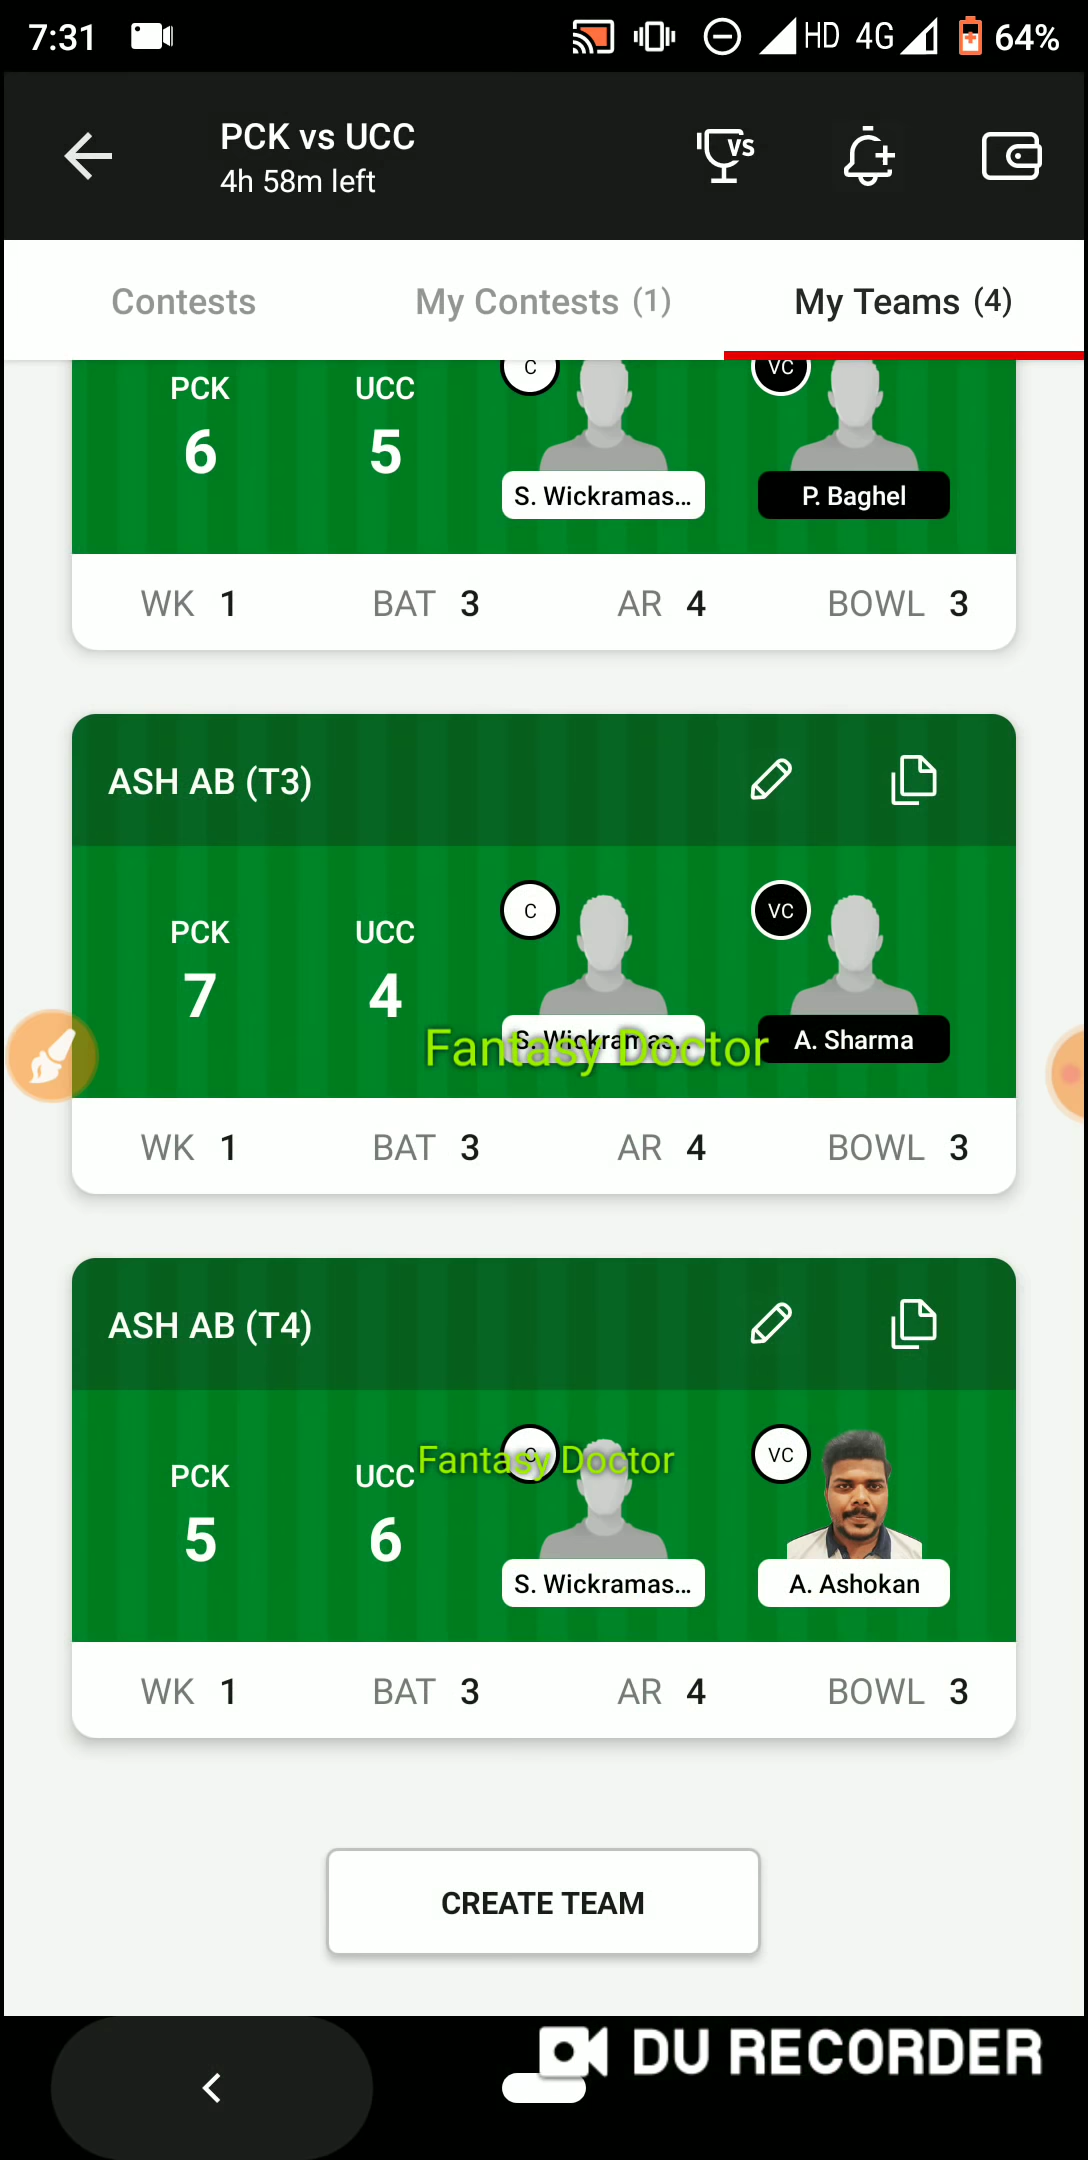 7:31 HD 4G 64%
PCK vs UCC
4h 58m left
VS
Contests My Contests (1) My Teams (4)
PCK UCC C VC
6 5
S. Wickramas... P. Baghel
WK 1 BAT 3 AR 4 BOWL 3
ASH AB (T3)
C VC
PCK UCC
7 4
S. Wickramas... A. Sharma
Fantasy Doctor
WK 1 BAT 3 AR 4 BOWL 3
ASH AB (T4)
C VC
Fantasy Doctor
PCK UCC
5 6
S. Wickramas... A. Ashokan
WK 1 BAT 3 AR 4 BOWL 3
CREATE TEAM
DU RECORDER